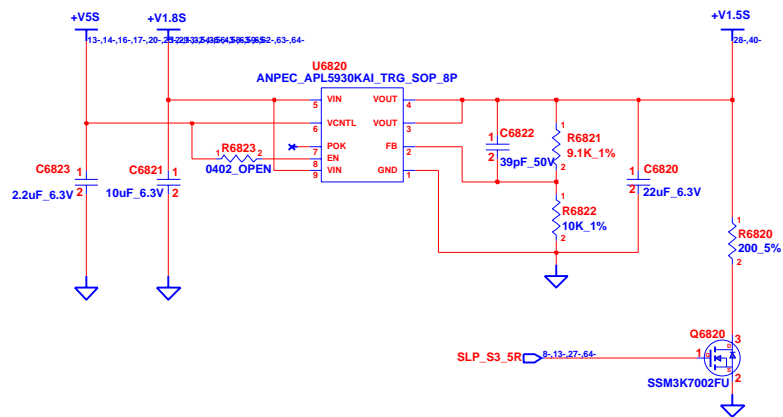 +V5S
+V1.8S
+V1.5S
13-,14-,16-,17-,20-
28-,40-
U6820
ANPEC_APL5930KAI_TRG_SOP_8P
5 VIN VOUT 4
6 VCNTL VOUT 3
POK FB 2
7 EN
8 GND 1
9 VIN
R6823
1 2
0402_OPEN
C6823
1
2
2.2uF_6.3V
C6821
1
2
10uF_6.3V
C6822
1
2
39pF_50V
1
R6821
9.1K_1%
2
1
R6822
10K_1%
2
C6820
1
2
22uF_6.3V
1
R6820
200_5%
2
Q6820
SLP_S3_5R
8-,13-,27-,64-
1
3
D
G
S
2
SSM3K7002FU